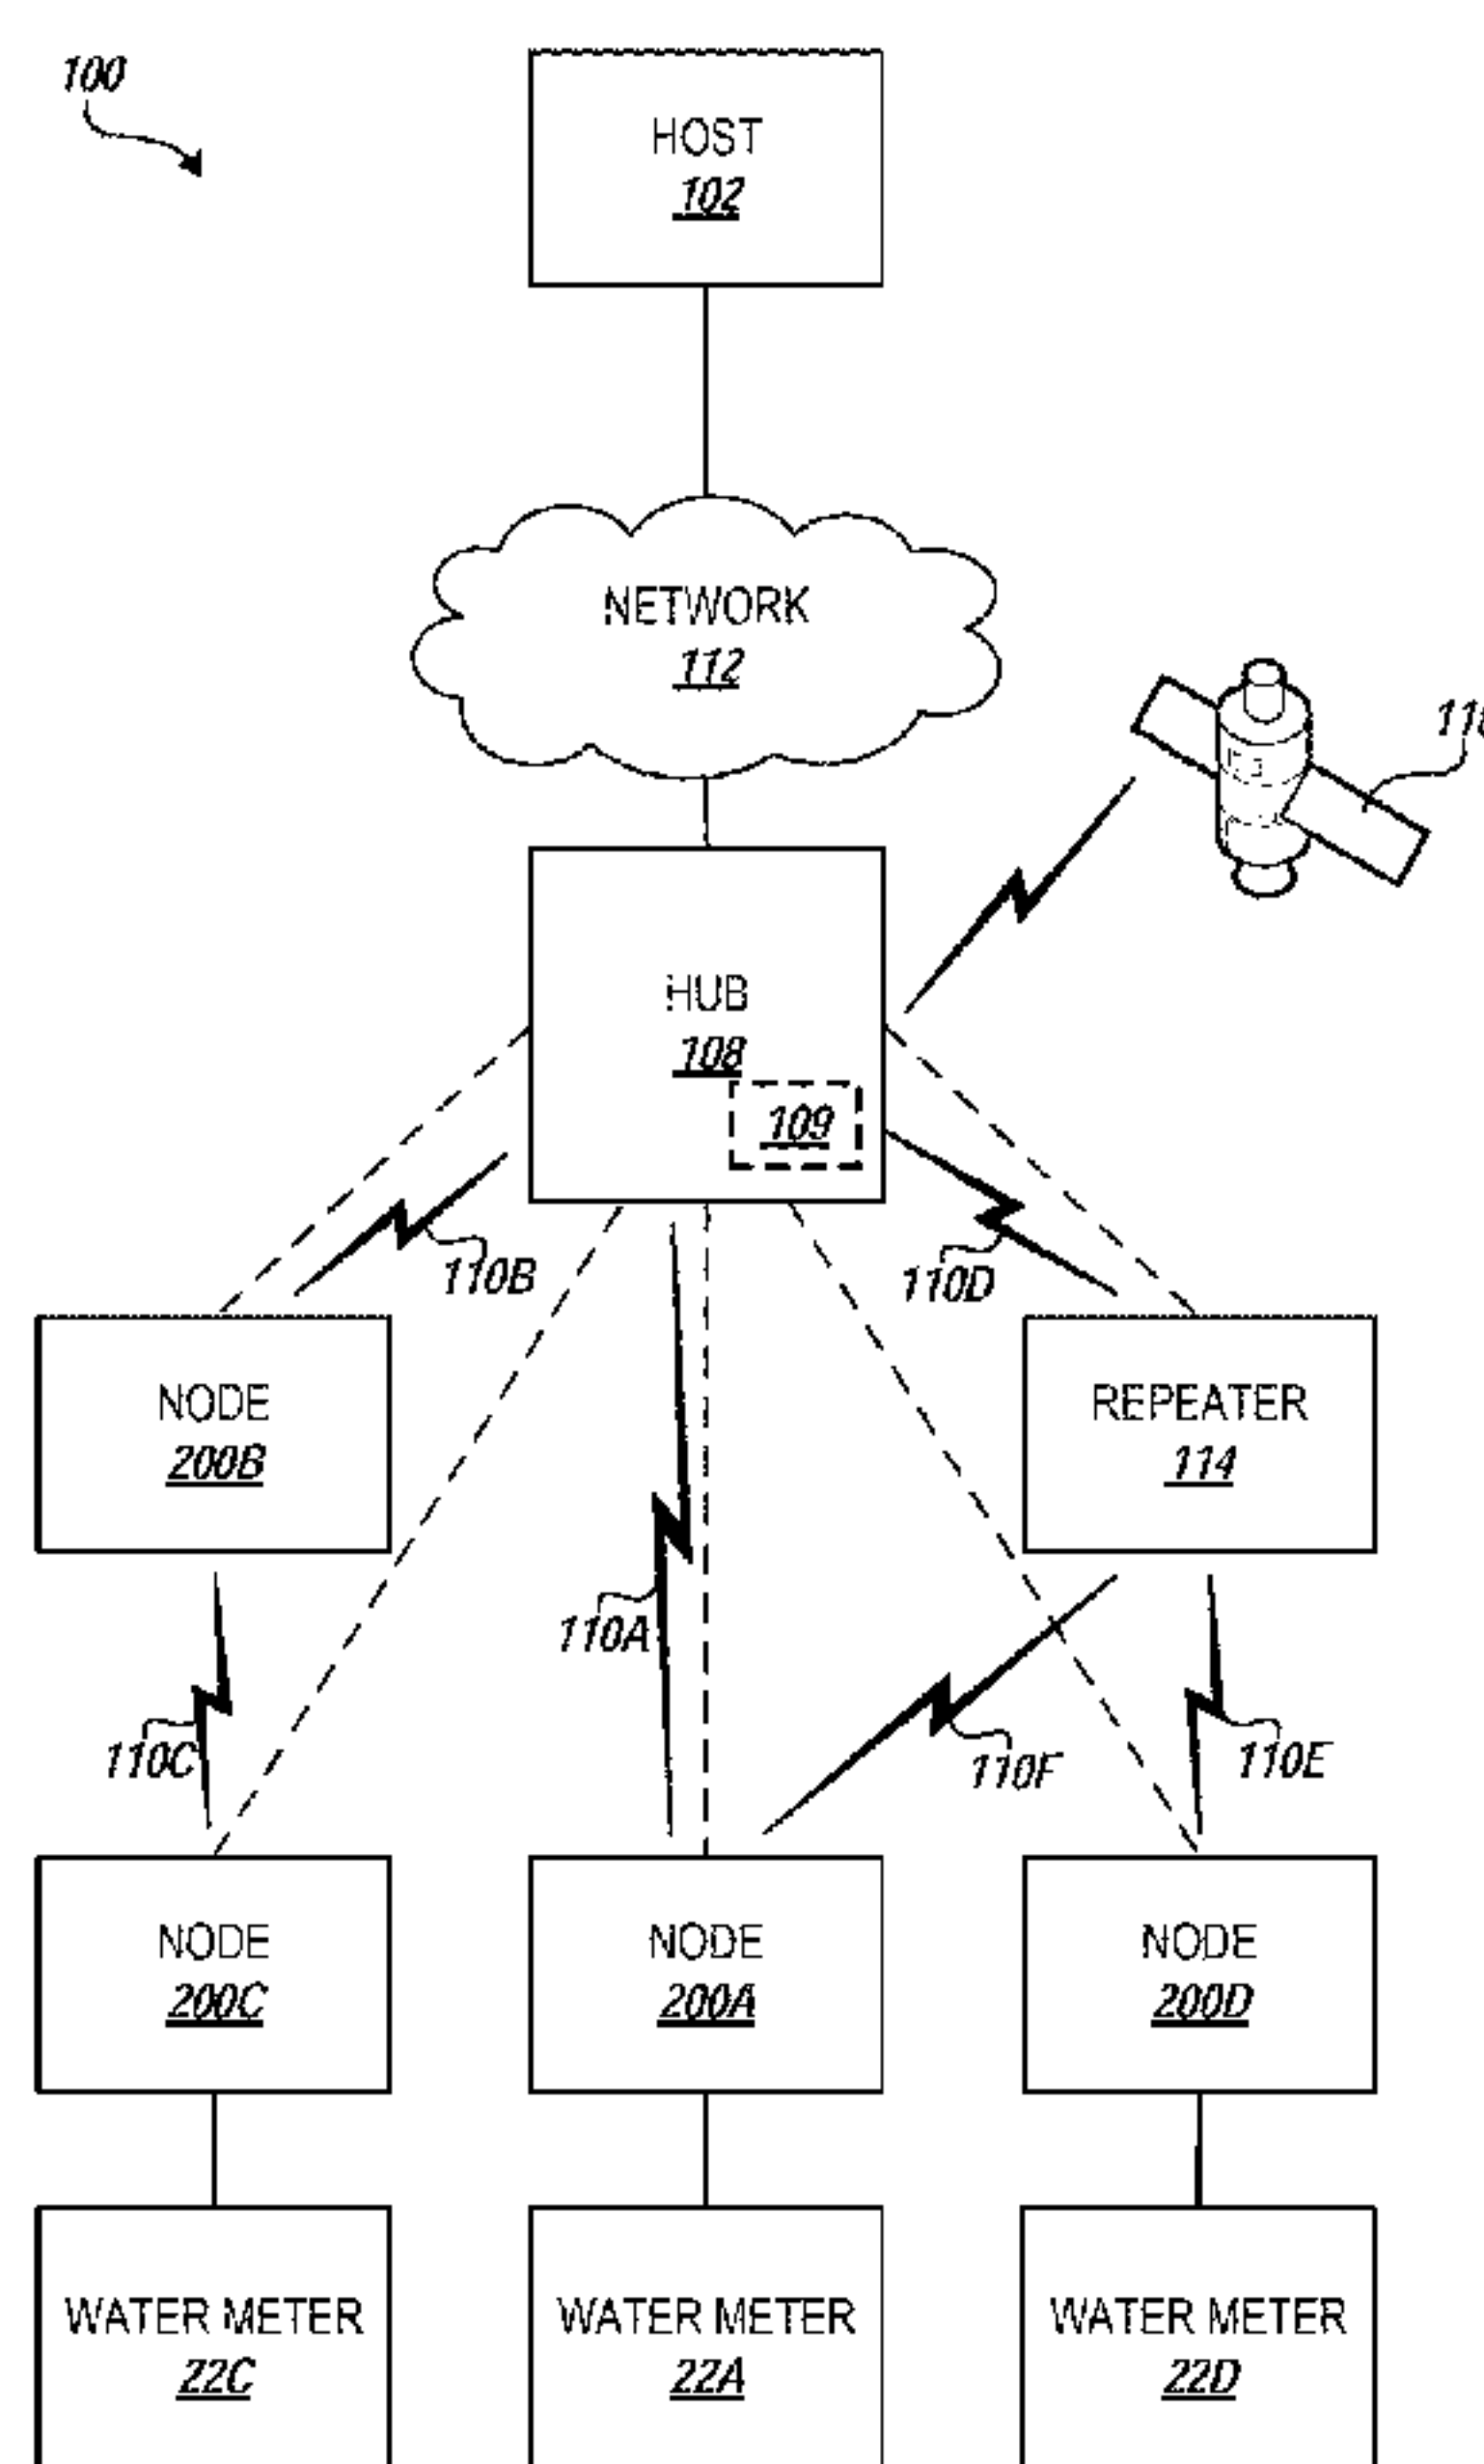 100
HOST
102
NETWORK
112
HUB
108
109
110B
110D
NODE
200B
REPEATER
114
110A
110C
110F
110E
NODE
200C
NODE
200A
NODE
200D
WATER METER
22C
WATER METER
22A
WATER METER
22D